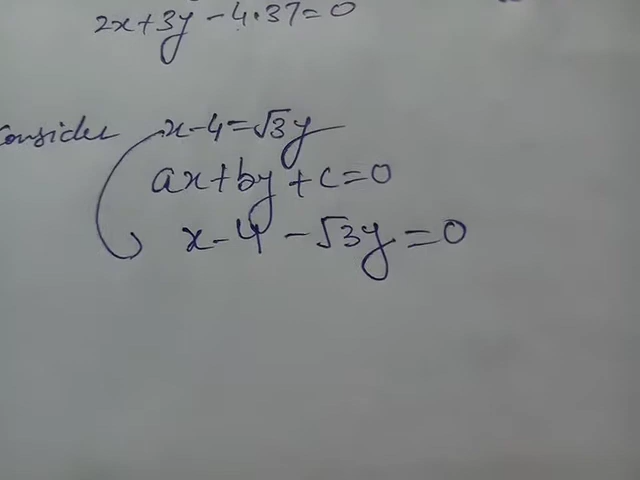 2x+3y-4.37=0
Consider x-4=√3y
ax+by+c=0
x-4-√3y=0